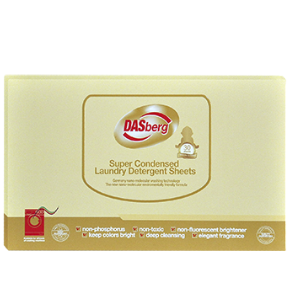 DASberg
30
Super Condensed
Laundry Detergent Sheets
non-phosphorus non-toxic non-fluorescent brightener
keep colors bright deep cleansing elegant fragrance